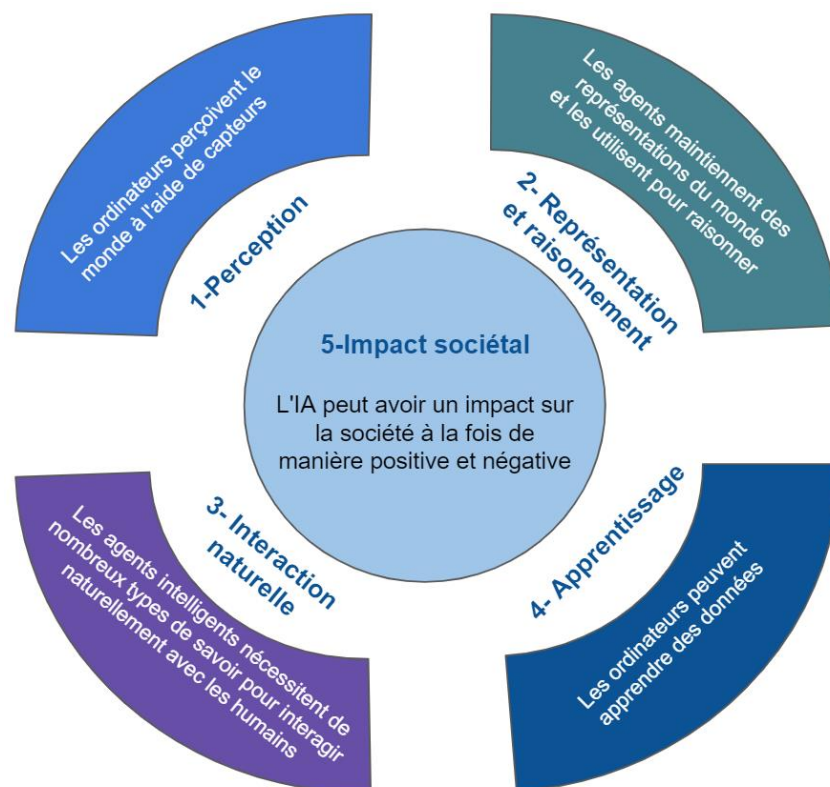 Les ordinateurs perçoivent le
monde à l'aide de capteurs
1-Perception
Les agents maintiennent des
représentations du monde
et les utilisent pour raisonner
2- Représentation
et raisonnement
5-Impact sociétal
L'IA peut avoir un impact sur
la société à la fois de
manière positive et négative
3- Interaction
naturelle
Les agents intelligents nécessitent de
nombreux types de savoir pour interagir
naturellement avec les humains
4- Apprentissage
Les ordinateurs peuvent
apprendre des données